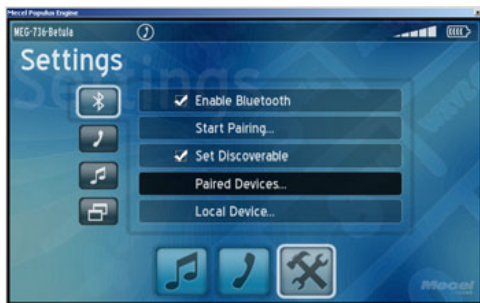 Mecel Populus Engine
MEG-736-Betula
Settings
Enable Bluetooth
Start Pairing...
Set Discoverable
Paired Devices...
Local Device...
Mecel